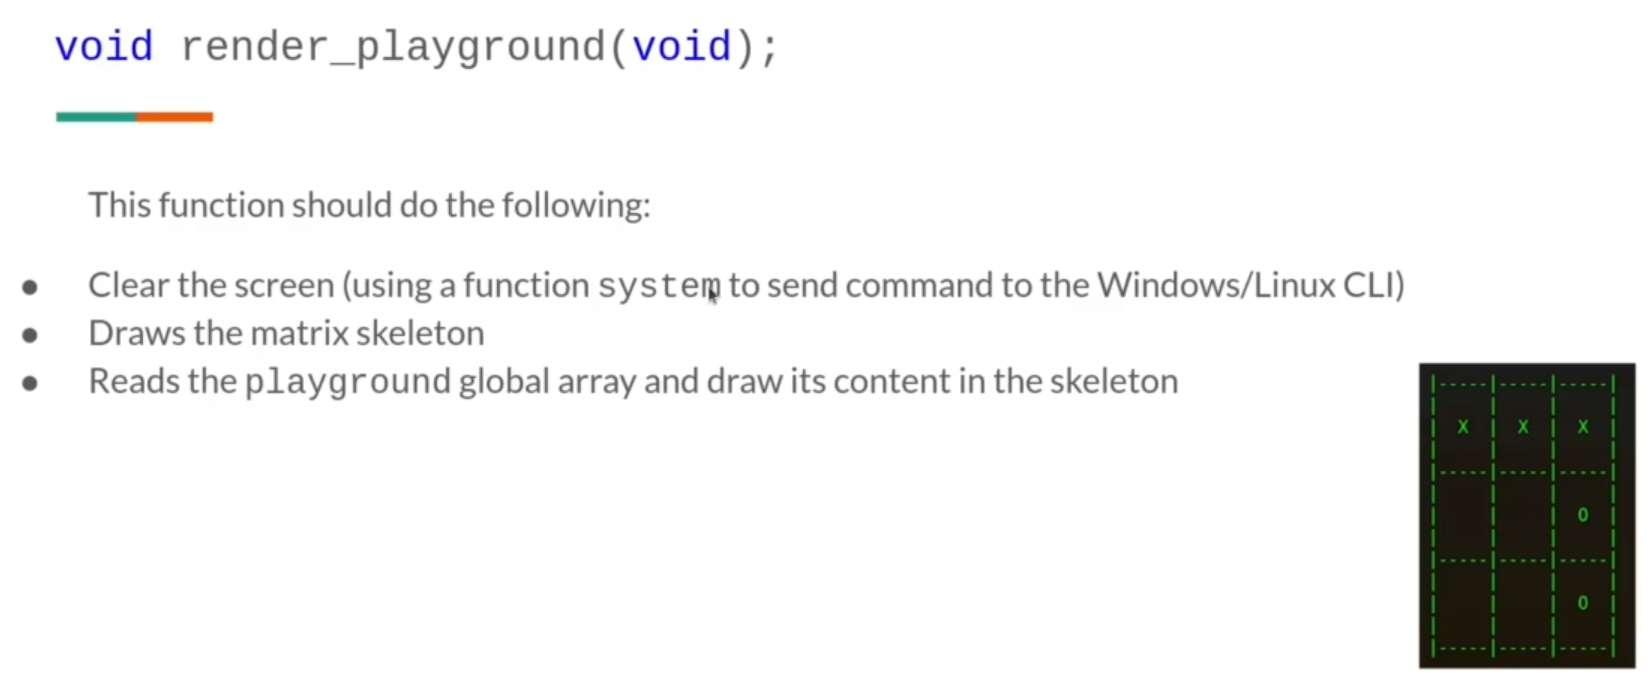 void render_playground(void);
This function should do the following:
● Clear the screen (using a function system to send command to the Windows/Linux CLI)
● Draws the matrix skeleton
● Reads the playground global array and draw its content in the skeleton
|-----|-----|-----|
|     |     |     |
|  X  |  X  |  X  |
|     |     |     |
|-----|-----|-----|
|     |     |     |
|     |     |  O  |
|     |     |     |
|-----|-----|-----|
|     |     |     |
|     |     |  O  |
|     |     |     |
|-----|-----|-----|